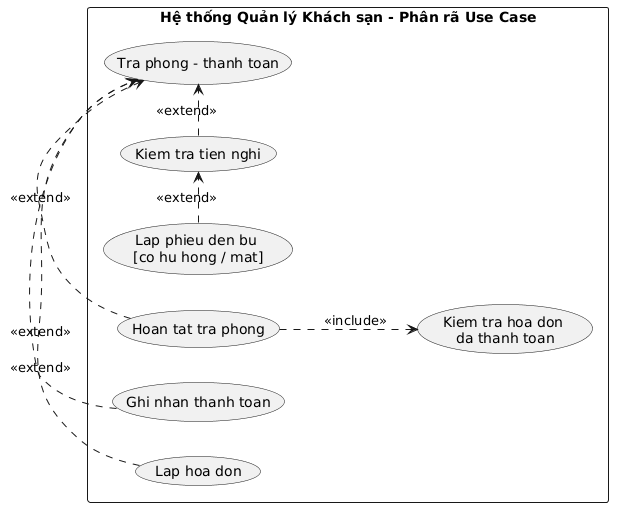 Hệ thống Quản lý Khách sạn - Phân rã Use Case
Tra phong - thanh toan
«extend»
Kiem tra tien nghi
«extend»
«extend»
Lap phieu den bu
[co hu hong / mat]
Hoan tat tra phong
«include»
Kiem tra hoa don
da thanh toan
«extend»
«extend»
Ghi nhan thanh toan
Lap hoa don